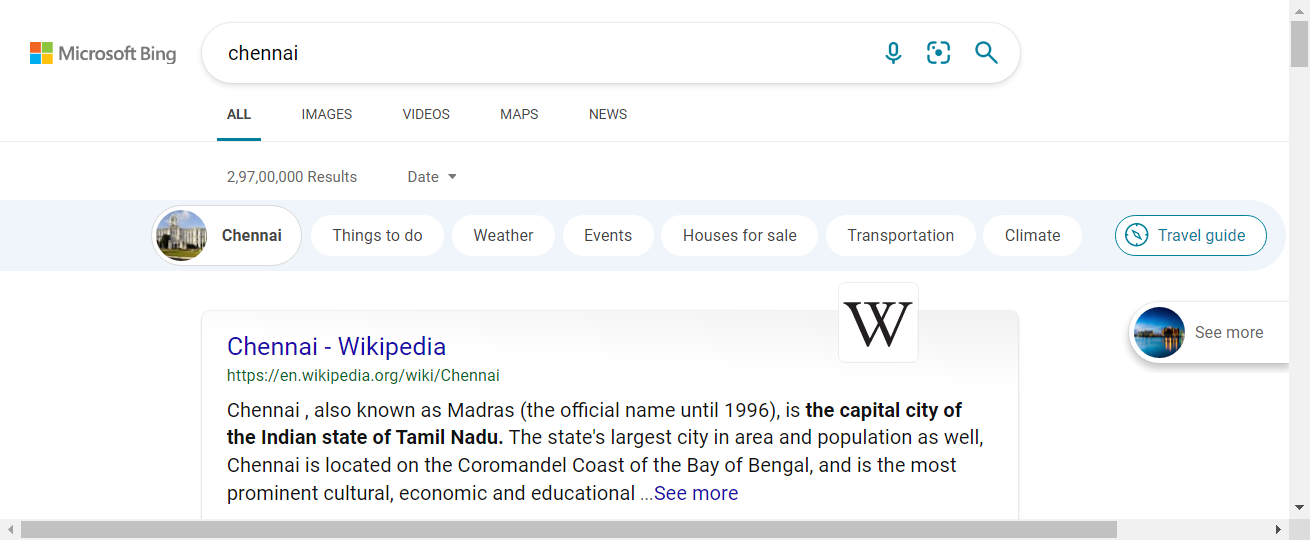 Microsoft Bing
chennai
ALL IMAGES VIDEOS MAPS NEWS
2,97,00,000 Results Date
Chennai Things to do Weather Events Houses for sale Transportation Climate Travel guide
W
See more
Chennai - Wikipedia
https://en.wikipedia.org/wiki/Chennai
Chennai , also known as Madras (the official name until 1996), is the capital city of
the Indian state of Tamil Nadu. The state's largest city in area and population as well,
Chennai is located on the Coromandel Coast of the Bay of Bengal, and is the most
prominent cultural, economic and educational ...See more